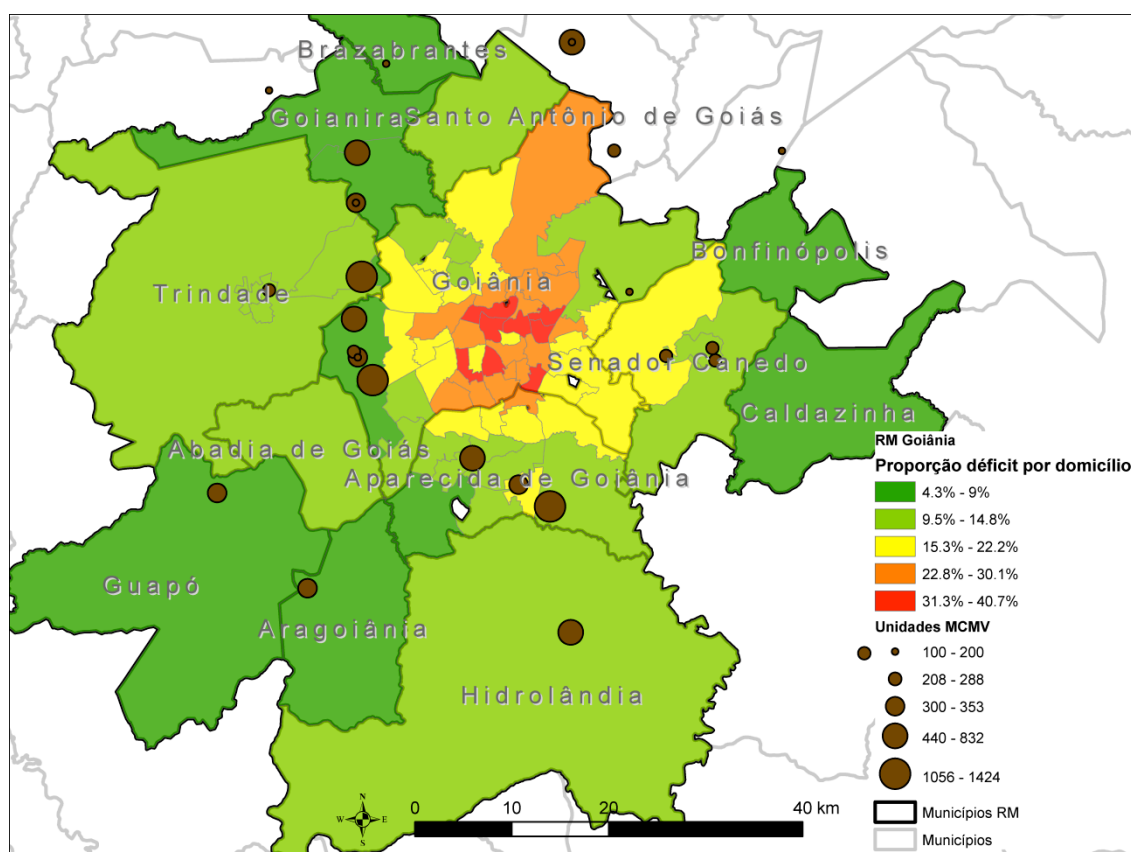 Brazabrantes
Goianira
Santo Antônio de Goiás
Bonfinópolis
Goiânia
Trindade
Senador Canedo
Caldazinha
Abadia de Goiás
Aparecida de Goiânia
Guapó
Aragoiânia
Hidrolândia
RM Goiânia
Proporção déficit por domicílio
4.3% - 9%
9.5% - 14.8%
15.3% - 22.2%
22.8% - 30.1%
31.3% - 40.7%
Unidades MCMV
100 - 200
208 - 288
300 - 353
440 - 832
1056 - 1424
Municípios RM
Municípios
N
W E
S
0 10 20 40 km